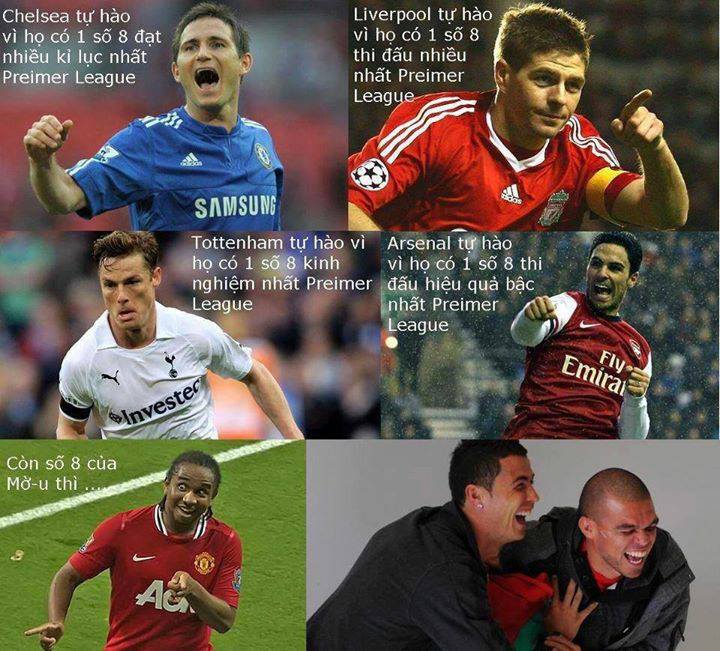 Chelsea tự hào
vì họ có 1 số 8 đạt
nhiều kỉ lục nhất
Preimer League
Liverpool tự hào
vì họ có 1 số 8
thi đấu nhiều
nhất Preimer
League
adidas
SAMSUNG
adidas
Tottenham tự hào vì
họ có 1 số 8 kinh
nghiệm nhất Preimer
League
Arsenal tự hào
vì họ có 1 số 8 thi
đấu hiệu quả bậc
nhất Preimer
League
Investec
Fly
Emira
Còn số 8 của
Mờ-u thì ....